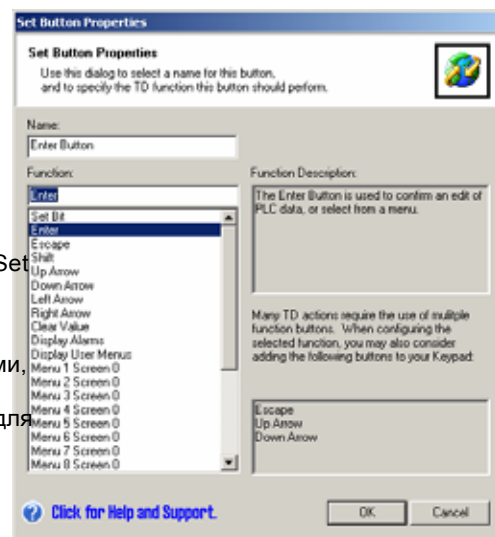 Set Button Properties
Set Button Properties
Use this dialog to select a name for this button,
and to specify the TD function this button should perform.
Name:
Enter Button
Function:
Enter
Set Bit
Enter
Escape
Shift
Up Arrow
Down Arrow
Left Arrow
Right Arrow
Clear Value
Display Alarms
Display User Menus
Menu 1 Screen 0
Menu 2 Screen 0
Menu 3 Screen 0
Menu 4 Screen 0
Menu 5 Screen 0
Menu 6 Screen 0
Menu 7 Screen 0
Menu 8 Screen 0
Set
ми,
для
Function Description:
The Enter Button is used to confirm an edit of
PLC data, or select from a menu.
Many TD actions require the use of mulitple
function buttons. When configuring the
selected function, you may also consider
adding the following buttons to your Keypad:
Escape
Up Arrow
Down Arrow
Click for Help and Support.
OK
Cancel